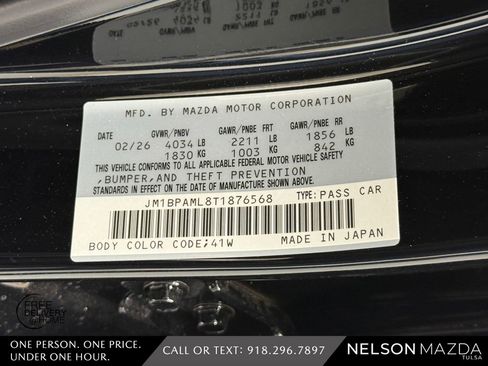 MFD. BY MAZDA MOTOR CORPORATION
GVWR/PNBV GAWR/PNBE FRT GAWR/PNBE RR
02/26 4034 LB 2211 LB 1856 LB
1830 KG 1003 KG 842 KG
THIS VEHICLE CONFORMS TO ALL APPLICABLE FEDERAL MOTOR VEHICLE SAFETY
,BUMPER,AND THEFT PREVENTION
STANDARDS IN EFFECT ON THE DATE OF MANUFACTURE SHOWN ABOVE.
JM1BPAML8T1876568 TYPE:PASS CAR
BODY COLOR CODE:41W MADE IN JAPAN
FREE
DELIVERY
@HOME
ONE PERSON. ONE PRICE.
UNDER ONE HOUR.
CALL OR TEXT: 918.296.7897
NELSON MAZDA
TULSA